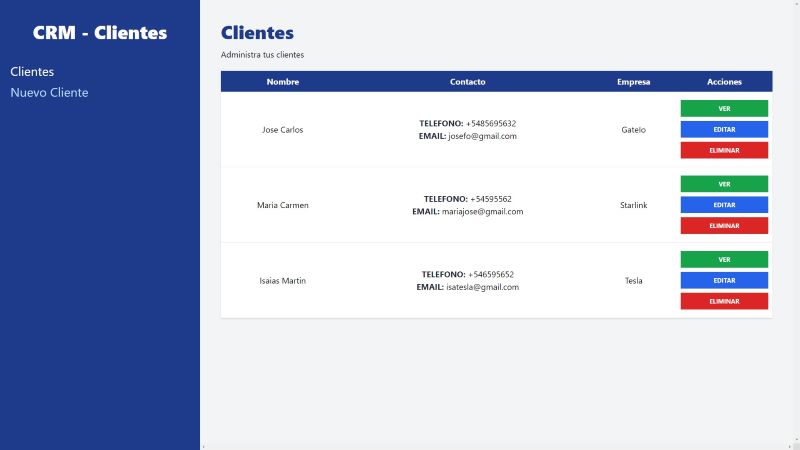 CRM - Clientes
Clientes
Nuevo Cliente
Clientes
Administra tus clientes
Nombre Contacto Empresa Acciones
Jose Carlos
TELEFONO: +5485695632
EMAIL: josefo@gmail.com
GateIo
VER
EDITAR
ELIMINAR
Maria Carmen
TELEFONO: +54595562
EMAIL: mariajose@gmail.com
Starlink
VER
EDITAR
ELIMINAR
Isaias Martin
TELEFONO: +546595652
EMAIL: isatesla@gmail.com
Tesla
VER
EDITAR
ELIMINAR